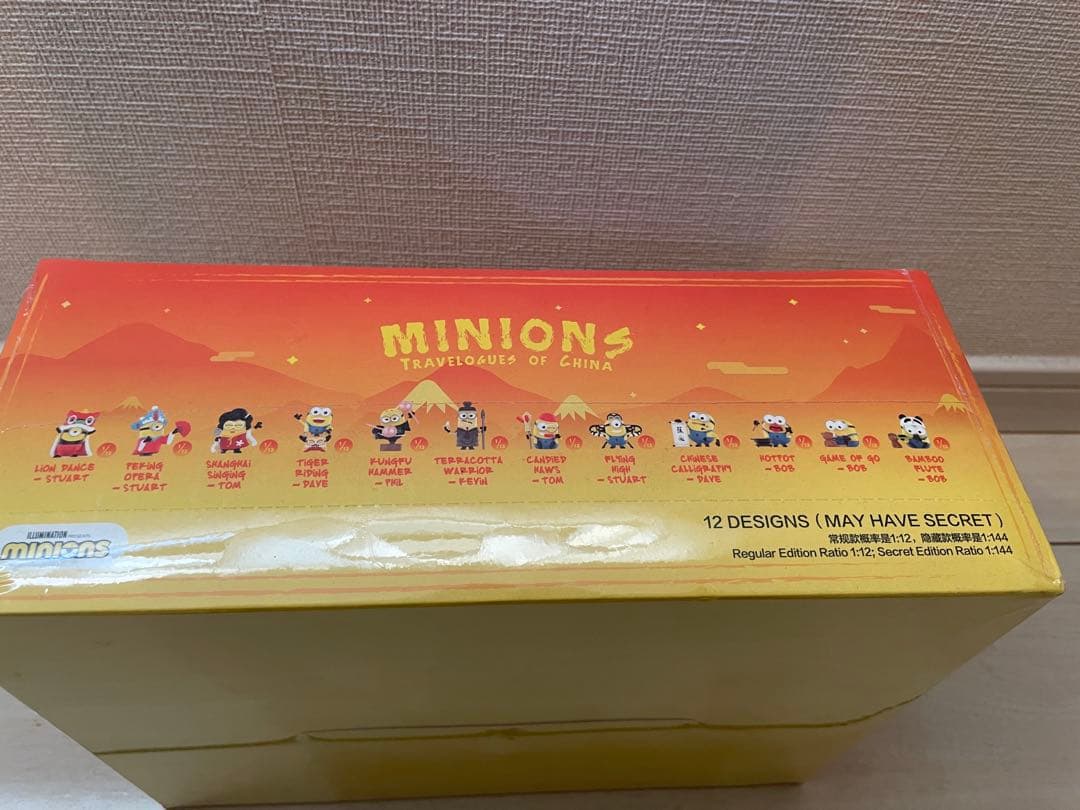 MINIONS
TRAVELOGUES OF CHINA
LION DANCE
- STUART
PEKING
OPERA
- STUART
SHANGHAI
SINGING
- TOM
TIGER
RIDING
- DAVE
KUNGFU
HAMMER
- PHIL
TERRACOTTA
WARRIOR
- KEVIN
CANDIED
HAWS
- TOM
FLYING
HIGH
- STUART
CHINESE
CALLIGRAPHY
- DAVE
HOTPOT
- BOB
GAME OF GO
- BOB
BAMBOO
FLUTE
- BOB
ILLUMINATION PRESENTS
minions
12 DESIGNS ( MAY HAVE SECRET )
常规款概率是1:12, 隐藏款概率是1:144
Regular Edition Ratio 1:12; Secret Edition Ratio 1:144